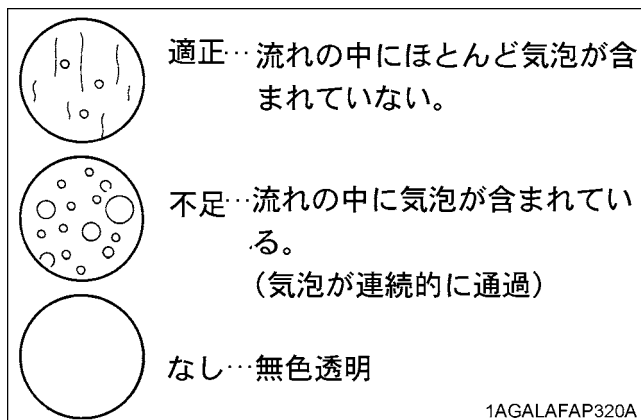 適正…流れの中にほとんど気泡が含
まれていない。
不足…流れの中に気泡が含まれてい
る。
(気泡が連続的に通過)
なし…無色透明
1AGALAFAP320A